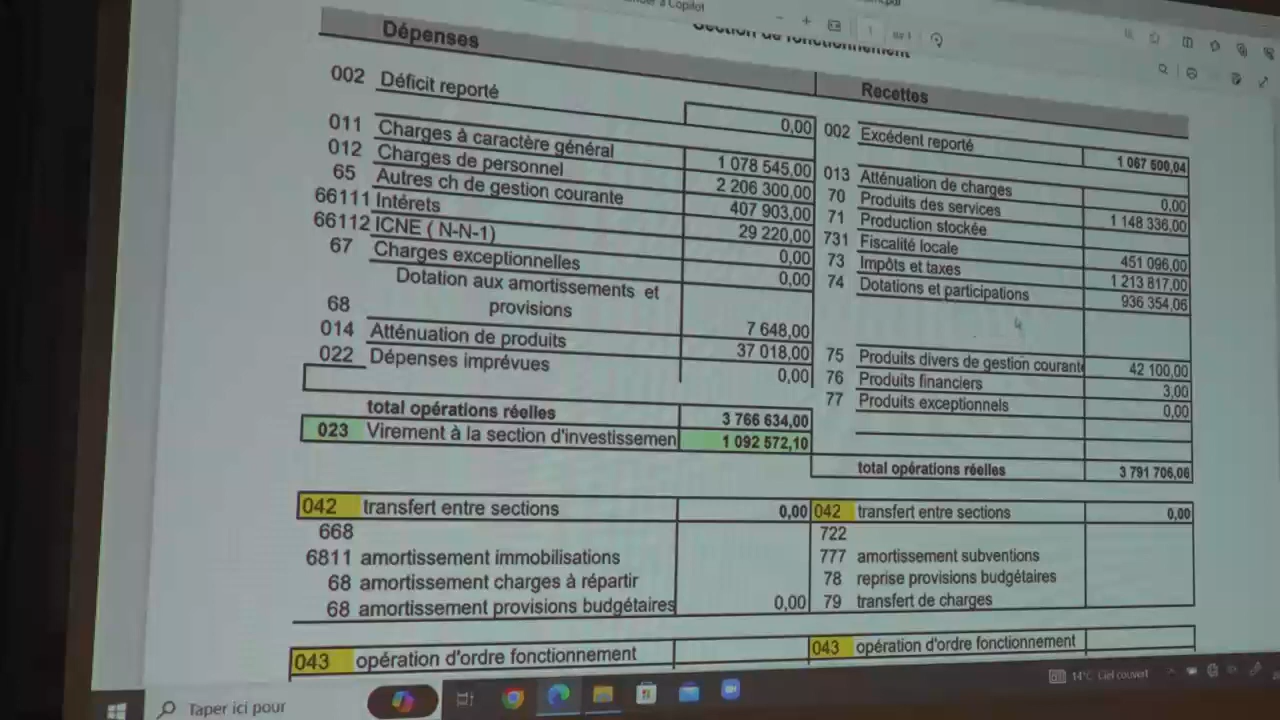 Section de fonctionnement
Dépenses
002 Déficit reporté 0,00
011 Charges à caractère général 1 078 545,00
012 Charges de personnel 2 206 300,00
65 Autres ch de gestion courante 407 903,00
66111 Intérets 29 220,00
66112 ICNE ( N-N-1) 0,00
67 Charges exceptionnelles 0,00
Dotation aux amortissements et
provisions
68 7 648,00
014 Atténuation de produits 37 018,00
022 Dépenses imprévues 0,00
total opérations réelles 3 766 634,00
023 Virement à la section d'investissemen 1 092 572,10
042 transfert entre sections 0,00
668
6811 amortissement immobilisations
68 amortissement charges à répartir
68 amortissement provisions budgétaires 0,00
043 opération d'ordre fonctionnement
Recettes
002 Excédent reporté 1 067 500,04
013 Atténuation de charges 0,00
70 Produits des services 1 148 336,00
71 Production stockée
731 Fiscalité locale 451 096,00
73 Impôts et taxes 1 213 817,00
74 Dotations et participations 936 354,06
75 Produits divers de gestion courant 42 100,00
76 Produits financiers 3,00
77 Produits exceptionnels 0,00
total opérations réelles 3 791 706,06
042 transfert entre sections 0,00
722
777 amortissement subventions
78 reprise provisions budgétaires
79 transfert de charges
043 opération d'ordre fonctionnement
14°C Ciel couvert
Taper ici pour